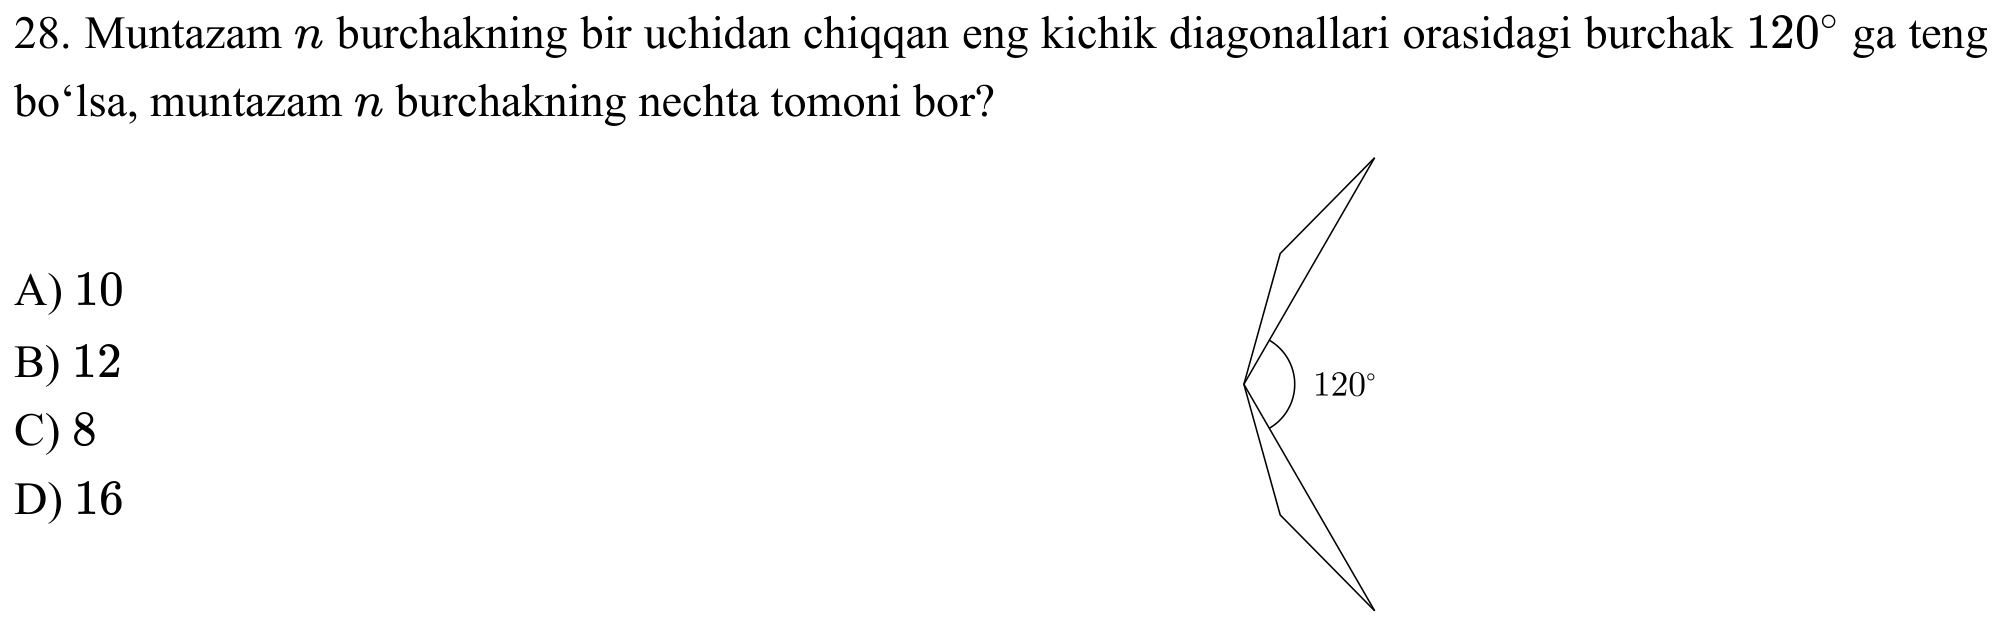 28. Muntazam n burchakning bir uchidan chiqqan eng kichik diagonallari orasidagi burchak 120° ga teng
bo‘lsa, muntazam n burchakning nechta tomoni bor?
A) 10
B) 12
120°
C) 8
D) 16